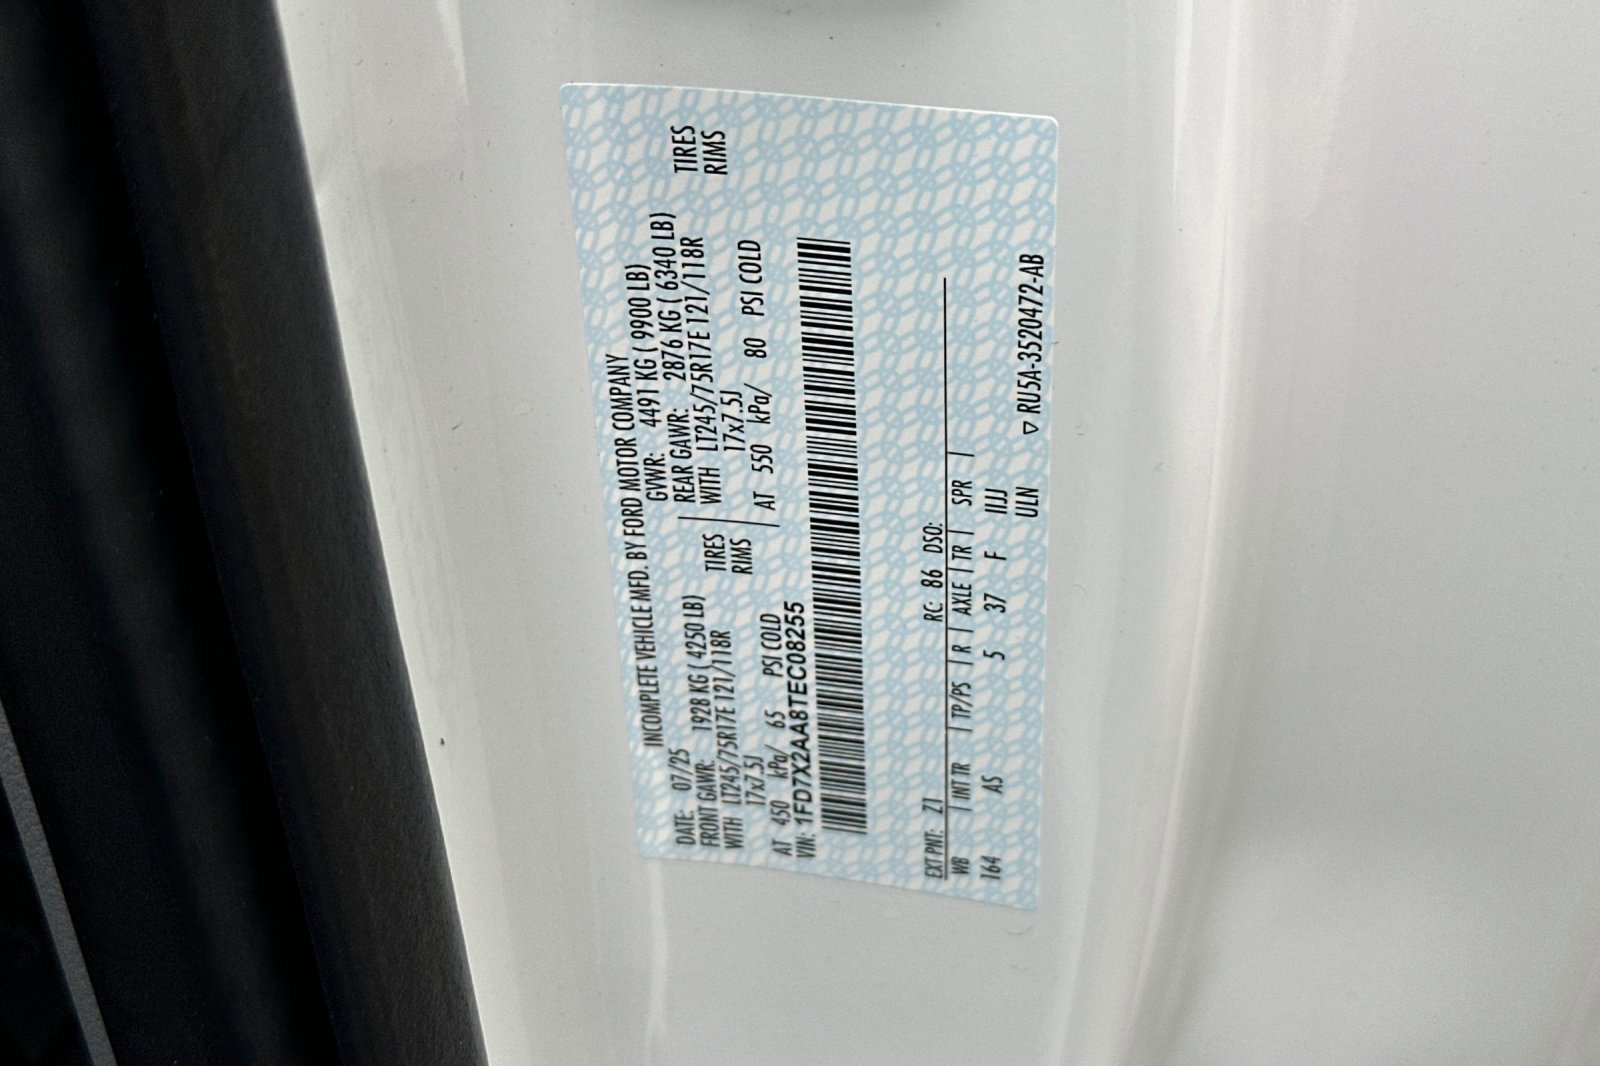 INCOMPLETE VEHICLE MFD. BY FORD MOTOR COMPANY
DATE: 07/25 GVWR: 4491 KG ( 9900 LB)
FRONT GAWR: 1928 KG ( 4250 LB) REAR GAWR: 2876 KG ( 6340 LB)
WITH LT245/75R17E 121/118R TIRES WITH LT245/75R17E 121/118R TIRES
17x7.5J RIMS 17x7.5J RIMS
AT 450 kPa/ 65 PSI COLD AT 550 kPa/ 80 PSI COLD
VIN: 1FD7X2AA8TEC08255
EXT PNT: Z1 RC: 86 DSO:
WB | INT TR | TP/PS | R | AXLE | TR | SPR |
164 AS 5 37 F IIJJ
ULN ▽ RU5A-3520472-AB